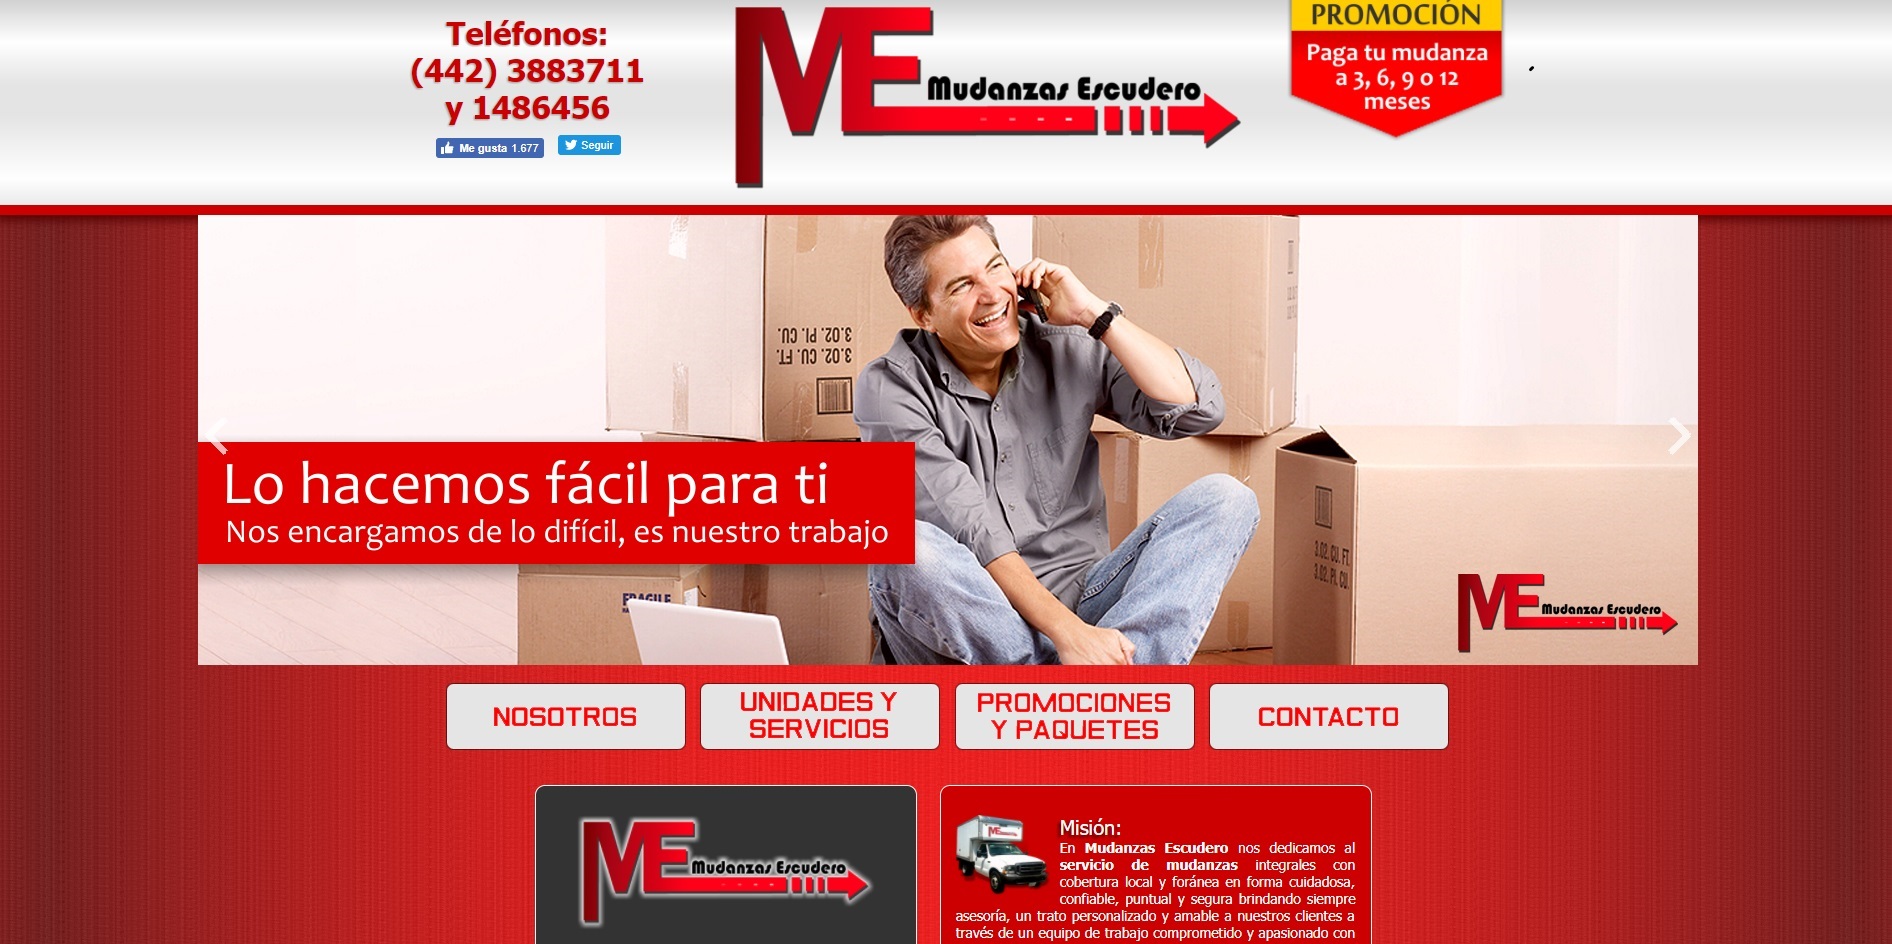 Teléfonos:
(442) 3883711
y 1486456
Me gusta 1.677
Seguir
ME
Mudanzas Escudero
PROMOCIÓN
Paga tu mudanza
a 3, 6, 9 o 12
meses
3.02. PI. CU.
3.02. CU. FT.
Lo hacemos fácil para ti
Nos encargamos de lo difícil, es nuestro trabajo
FRAGILE
3.02. CU. FT.
3.02. PI. CU.
ME
Mudanzas Escudero
NOSOTROS
UNIDADES Y
SERVICIOS
PROMOCIONES
Y PAQUETES
CONTACTO
ME
Mudanzas Escudero
Misión:
En Mudanzas Escudero nos dedicamos al
servicio de mudanzas integrales con
cobertura local y foránea en forma cuidadosa,
confiable, puntual y segura brindando siempre
asesoría, un trato personalizado y amable a nuestros clientes a
través de un equipo de trabajo comprometido y apasionado con